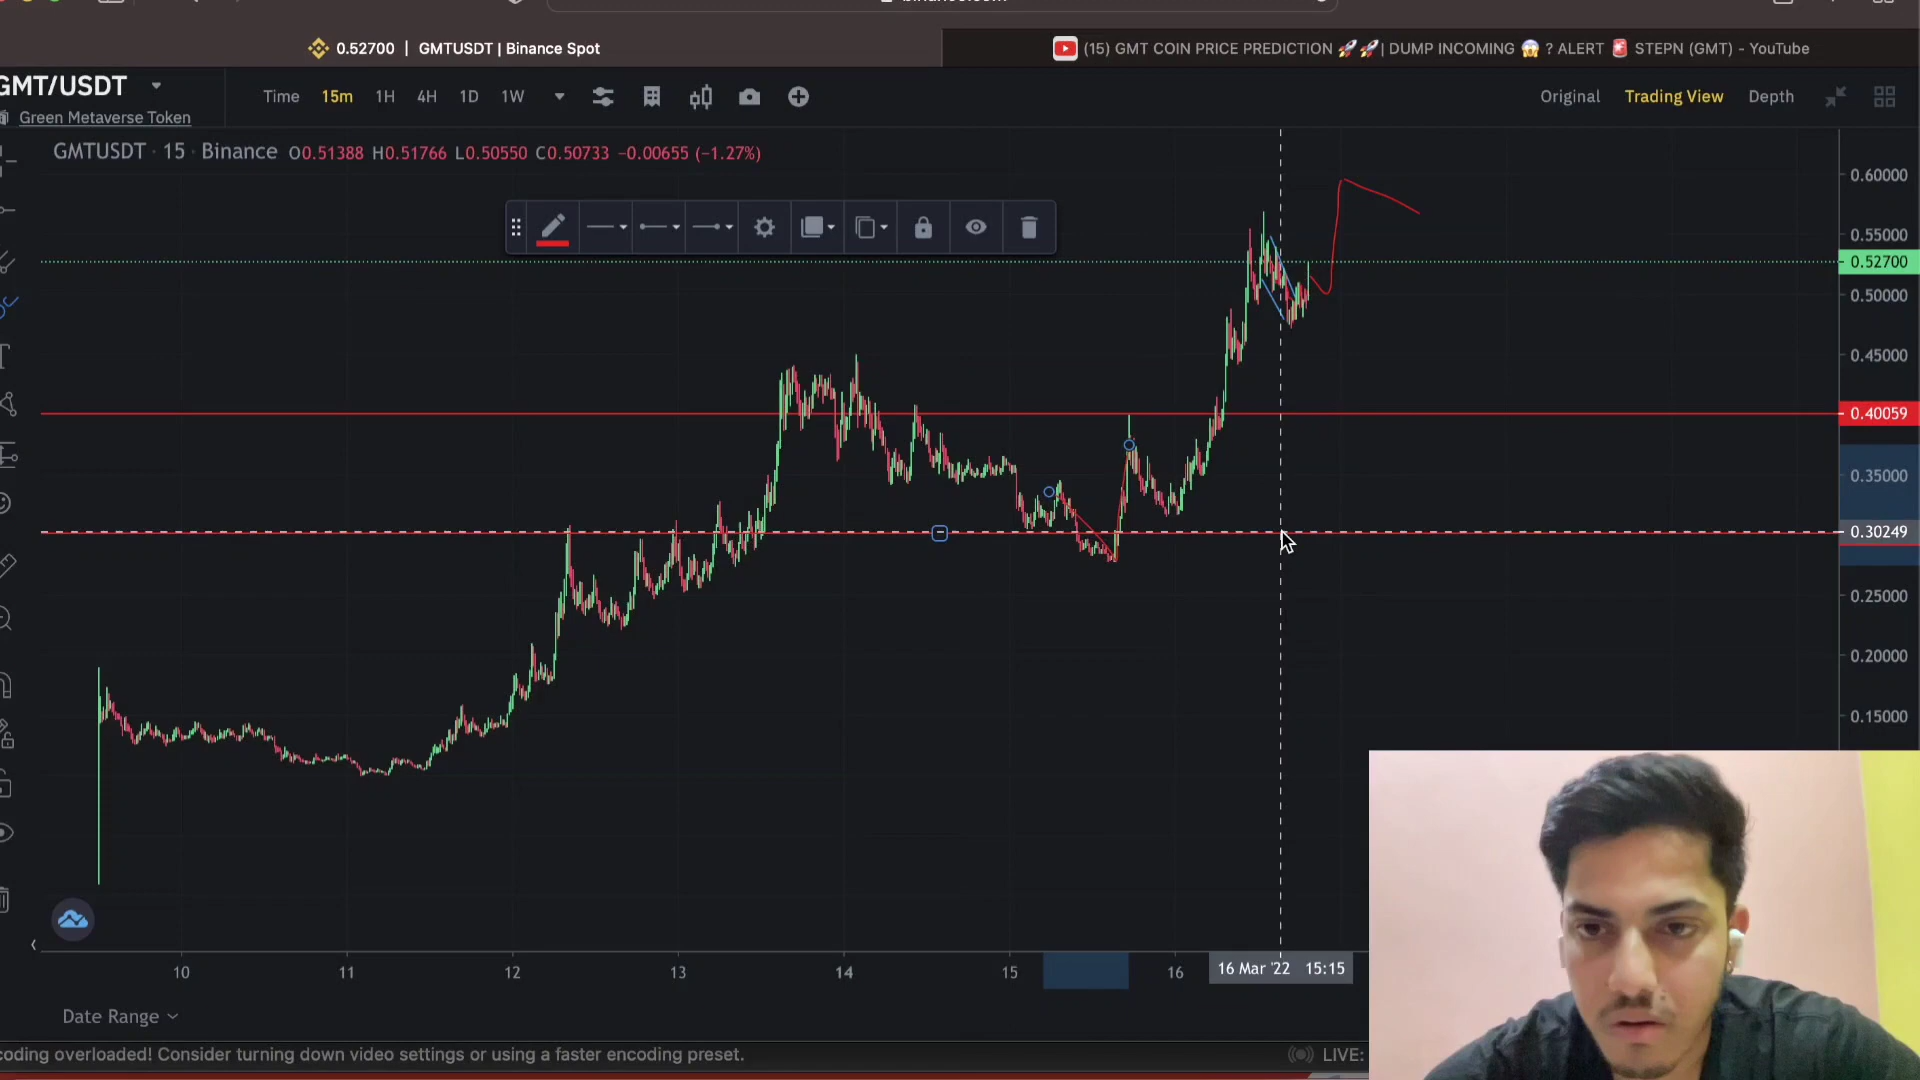 0.52700 | GMTUSDT | Binance Spot
(15) GMT COIN PRICE PREDICTION 🚀🚀| DUMP INCOMING 😱 ? ALERT 🚨 STEPN (GMT) - YouTube
GMT/USDT
Green Metaverse Token
Time 15m 1H 4H 1D 1W
Original Trading View Depth
GMTUSDT · 15 · Binance O0.51388 H0.51766 L0.50550 C0.50733 −0.00655 (−1.27%)
0.60000
0.55000
0.52700
0.50000
0.45000
0.40059
0.35000
0.30249
0.25000
0.20000
0.15000
10 11 12 13 14 15 16 16 Mar '22 15:15
Date Range
coding overloaded! Consider turning down video settings or using a faster encoding preset.
LIVE: